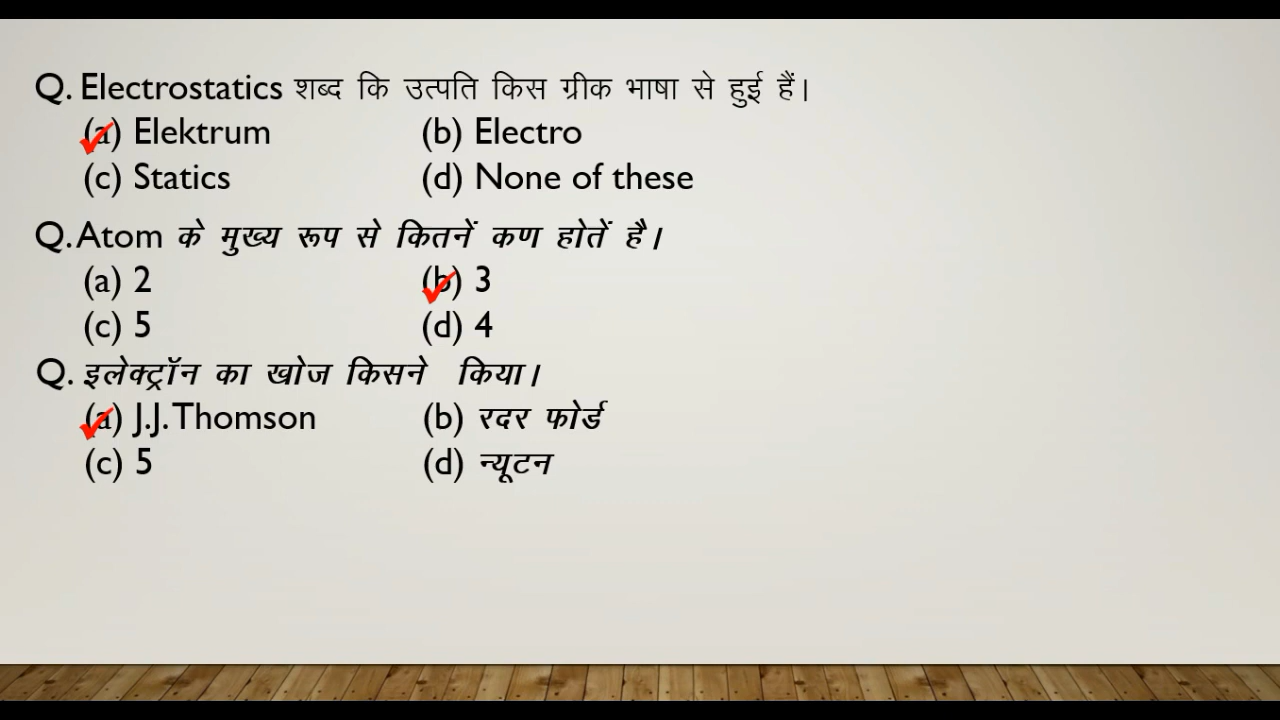 Q. Electrostatics शब्द कि उत्पति किस ग्रीक भाषा से हुई हैं।
(a) Elektrum (b) Electro
(c) Statics (d) None of these
Q. Atom के मुख्य रूप से कितनें कण होतें है।
(a) 2 (b) 3
(c) 5 (d) 4
Q. इलेक्ट्रॉन का खोज किसने किया।
(a) J.J. Thomson (b) रदर फोर्ड
(c) 5 (d) न्यूटन